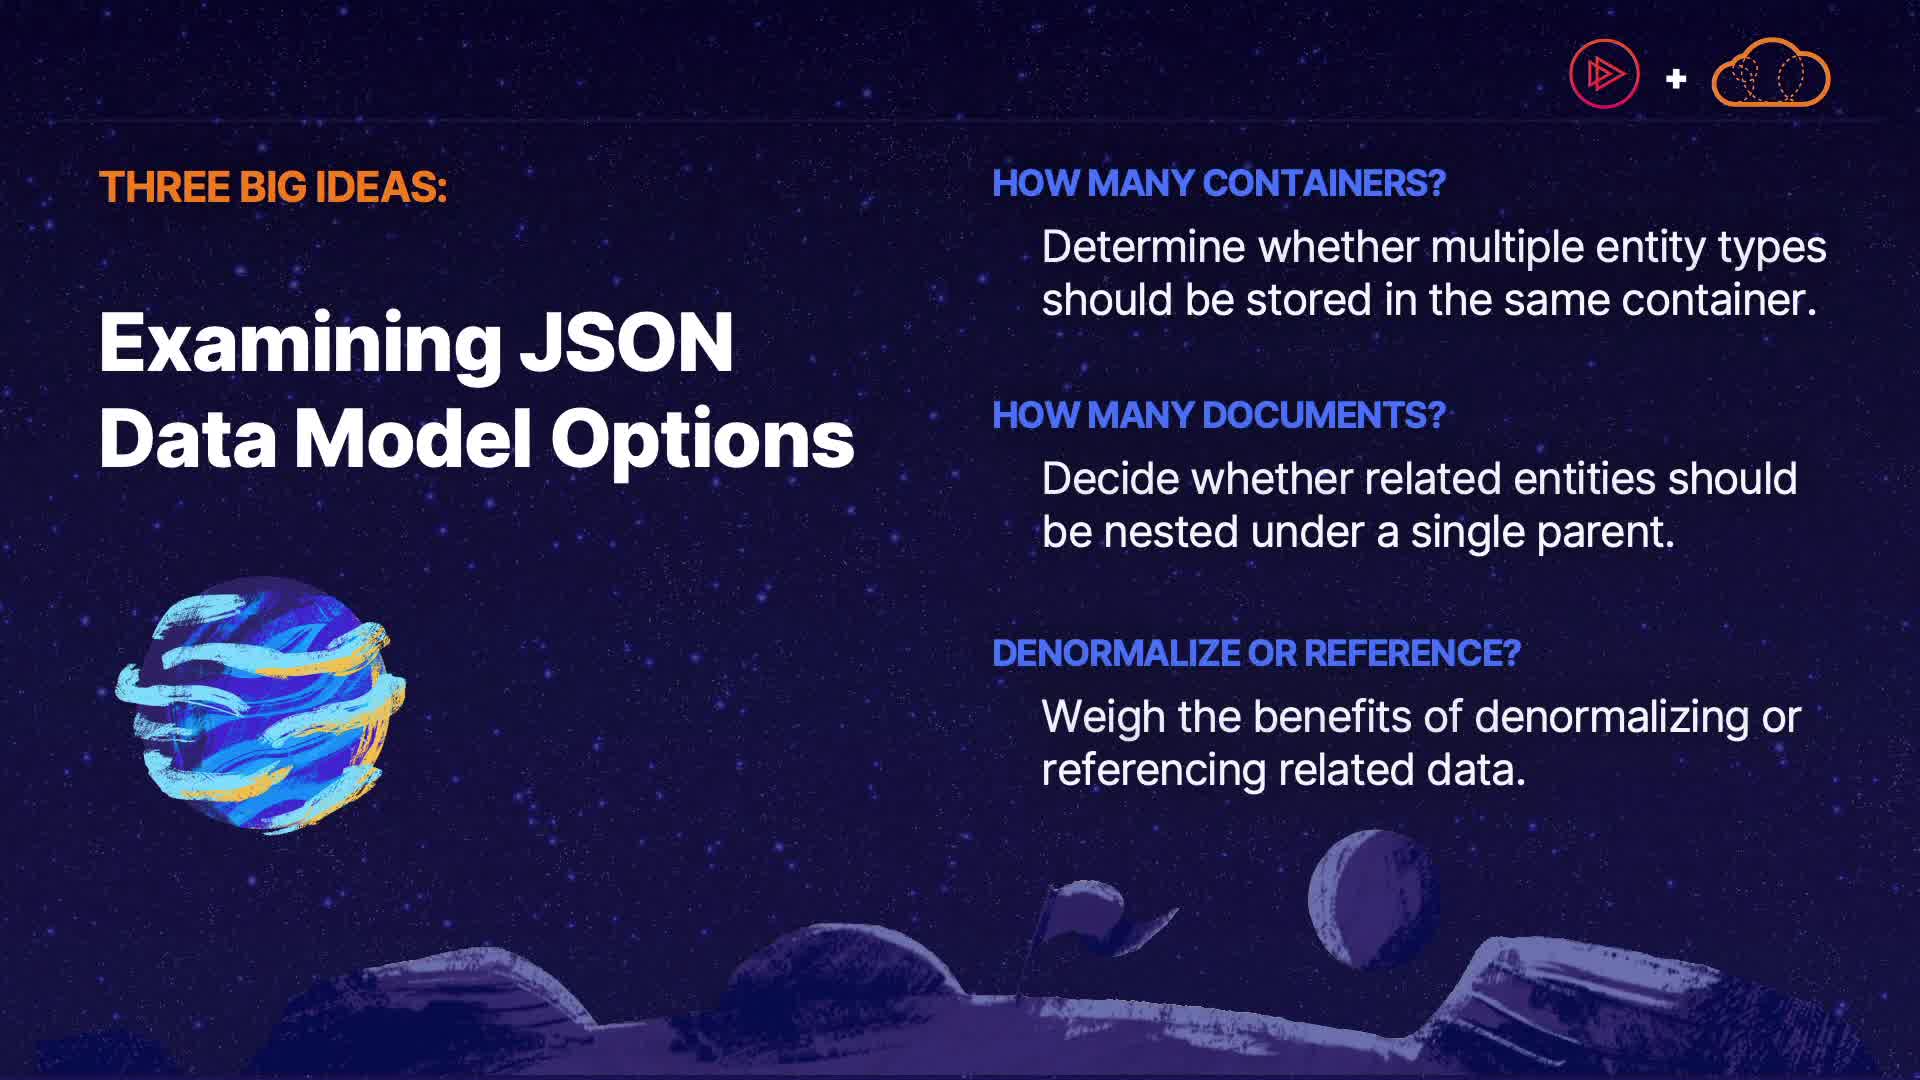 THREE BIG IDEAS:
Examining JSON
Data Model Options
HOW MANY CONTAINERS?
Determine whether multiple entity types
should be stored in the same container.
HOW MANY DOCUMENTS?
Decide whether related entities should
be nested under a single parent.
DENORMALIZE OR REFERENCE?
Weigh the benefits of denormalizing or
referencing related data.